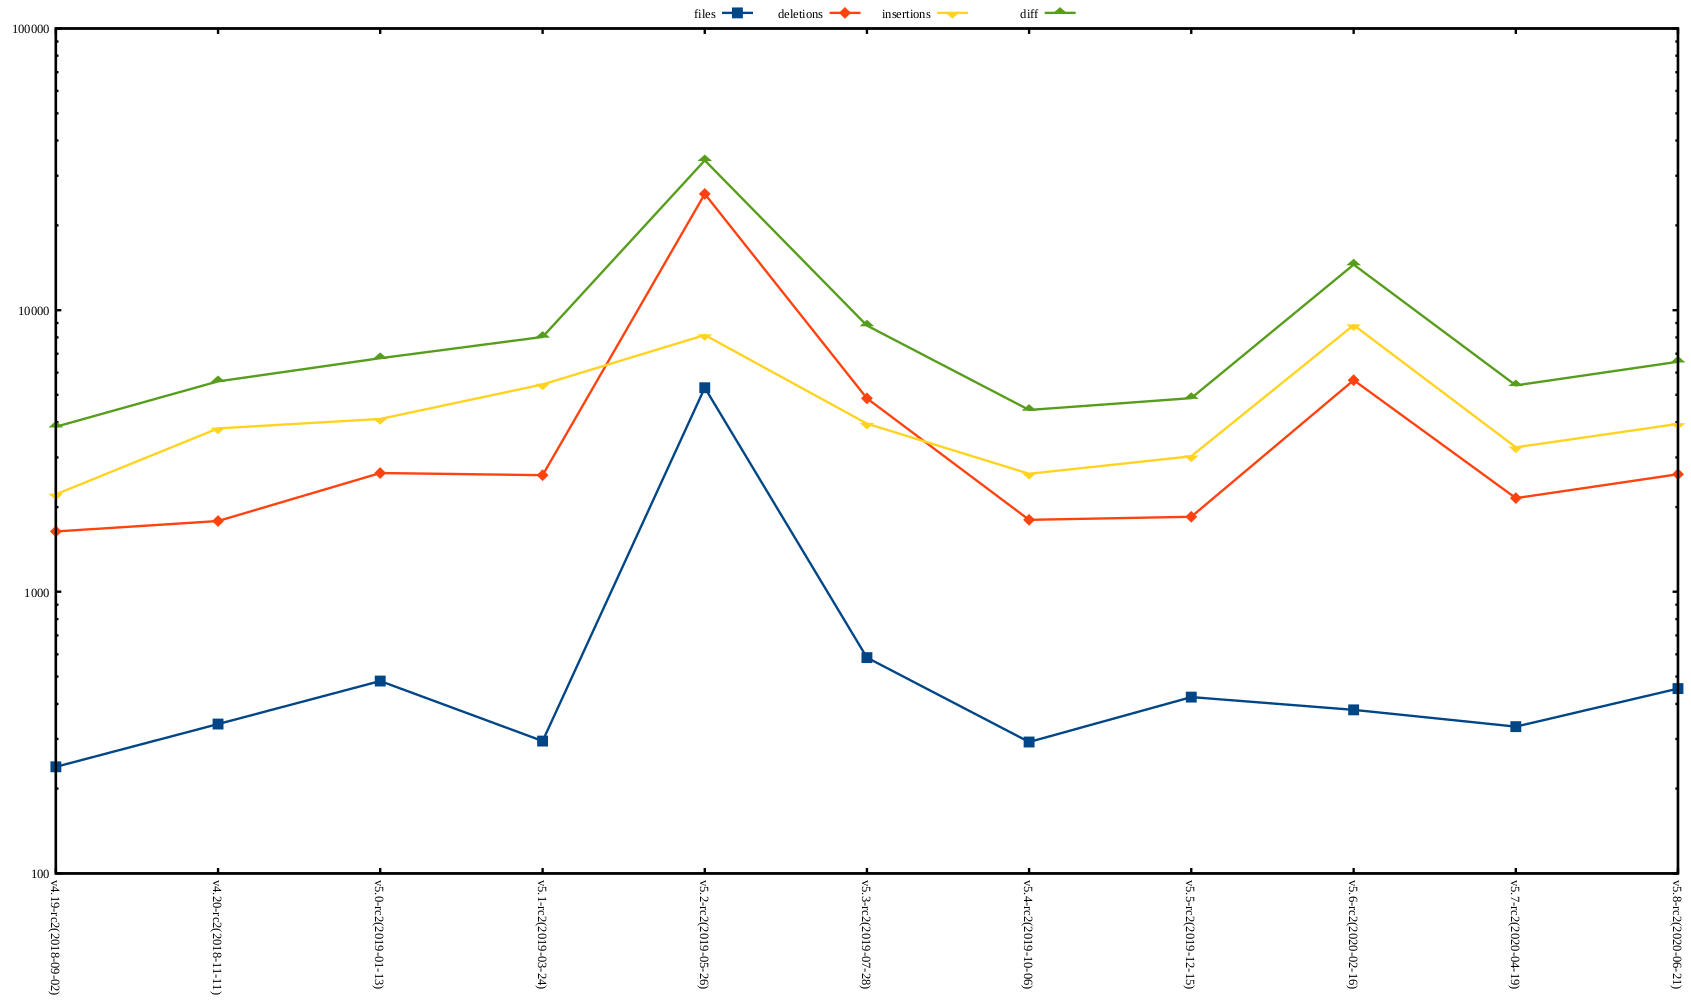 files deletions insertions diff
100000
10000
1000
100
v4.19-rc2(2018-09-02)
v4.20-rc2(2018-11-11)
v5.0-rc2(2019-01-13)
v5.1-rc2(2019-03-24)
v5.2-rc2(2019-05-26)
v5.3-rc2(2019-07-28)
v5.4-rc2(2019-10-06)
v5.5-rc2(2019-12-15)
v5.6-rc2(2020-02-16)
v5.7-rc2(2020-04-19)
v5.8-rc2(2020-06-21)